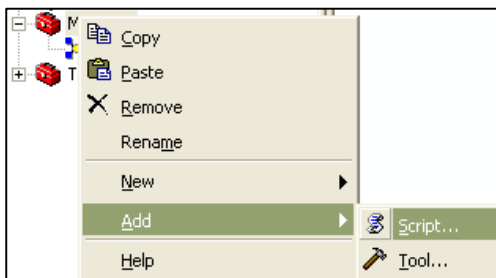 M
T
Copy
Paste
Remove
Rename
New
Add
Script...
Help
Tool...